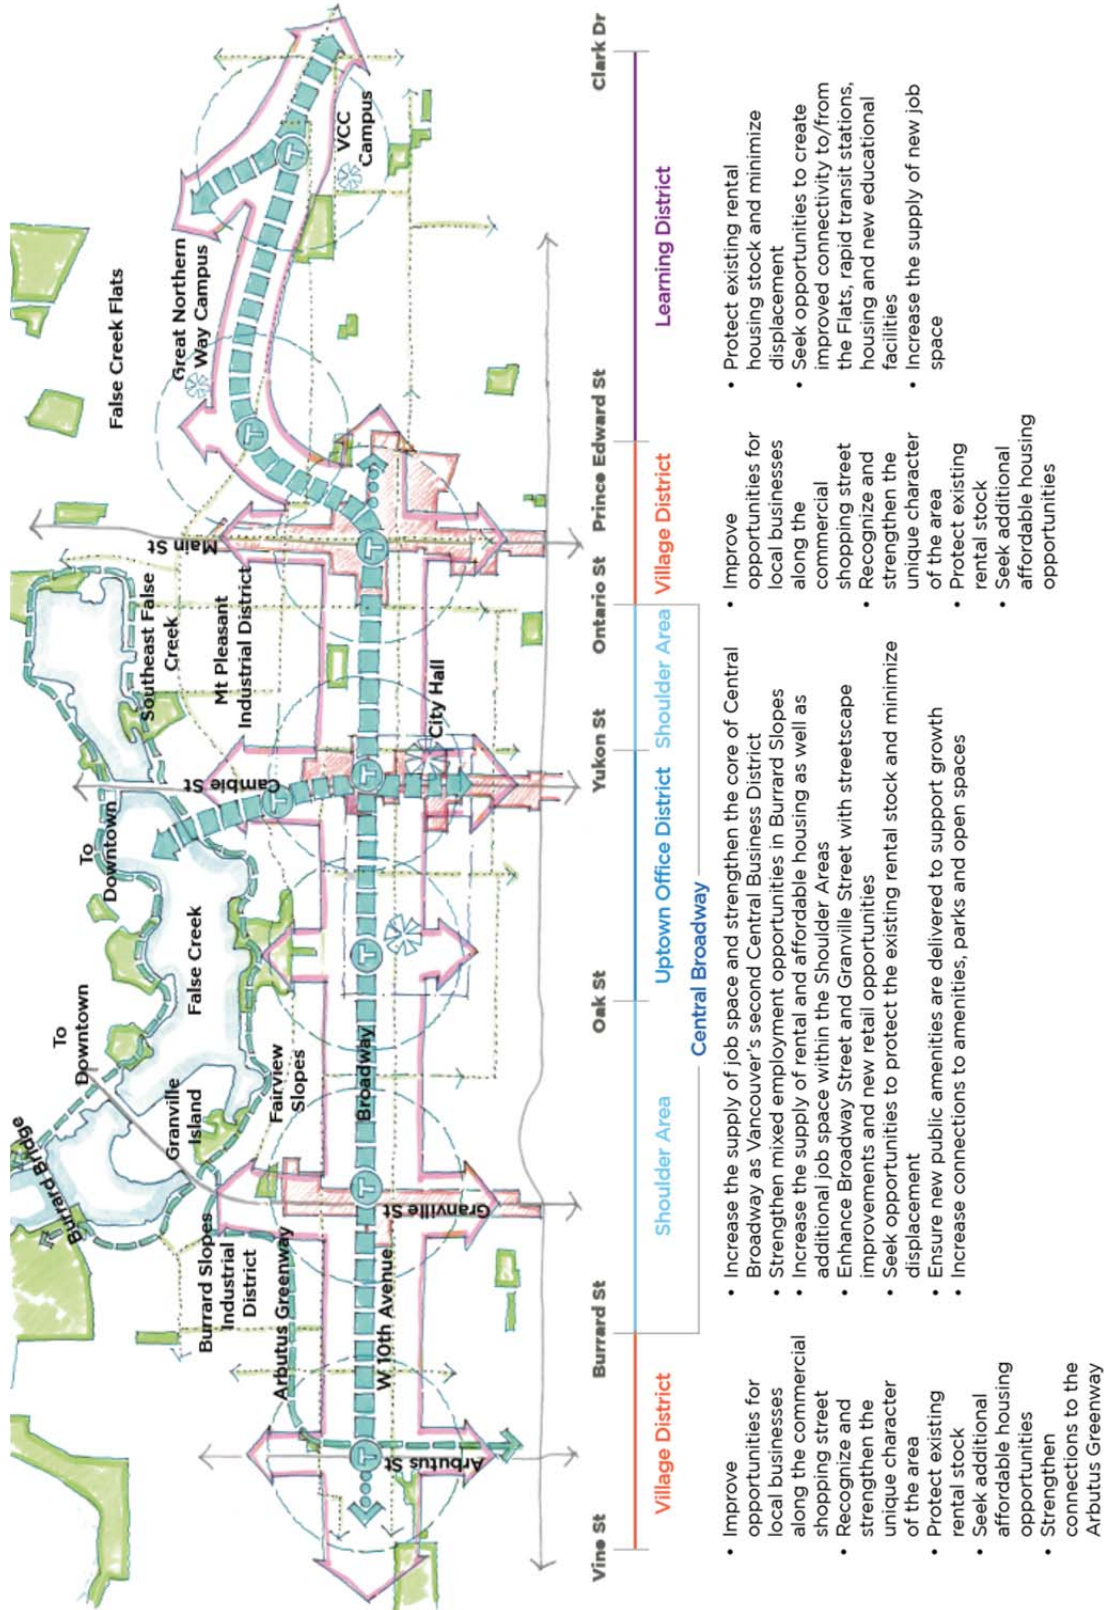 Burrard Bridge
To
Downtown
To
Downtown
False Creek Flats
Granville
Island
False Creek
Southeast False
Creek
Great Northern
Way Campus
Burrard Slopes
Industrial
District
Fairview
Slopes
Mt Pleasant
Industrial District
Main St
Cambie St
VCC
Campus
Arbutus Greenway
Broadway
W 10th Avenue
City Hall
Arbutus St
Granville St
T
T
T
T
T
T
T
T
Vine St
Burrard St
Oak St
Yukon St
Ontario St
Prince Edward St
Clark Dr
Village District
Shoulder Area
Uptown Office District
Shoulder Area
Village District
Learning District
Central Broadway
• Improve
opportunities for
local businesses
along the commercial
shopping street
• Recognize and
strengthen the
unique character
of the area
• Protect existing
rental stock
• Seek additional
affordable housing
opportunities
• Strengthen
connections to the
Arbutus Greenway
• Increase the supply of job space and strengthen the core of Central
Broadway as Vancouver's second Central Business District
• Strengthen mixed employment opportunities in Burrard Slopes
• Increase the supply of rental and affordable housing as well as
additional job space within the Shoulder Areas
• Enhance Broadway Street and Granville Street with streetscape
improvements and new retail opportunities
• Seek opportunities to protect the existing rental stock and minimize
displacement
• Ensure new public amenities are delivered to support growth
• Increase connections to amenities, parks and open spaces
• Improve
opportunities for
local businesses
along the
commercial
shopping street
• Recognize and
strengthen the
unique character
of the area
• Protect existing
rental stock
• Seek additional
affordable housing
opportunities
• Protect existing rental
housing stock and minimize
displacement
• Seek opportunities to create
improved connectivity to/from
the Flats, rapid transit stations,
housing and new educational
facilities
• Increase the supply of new job
space